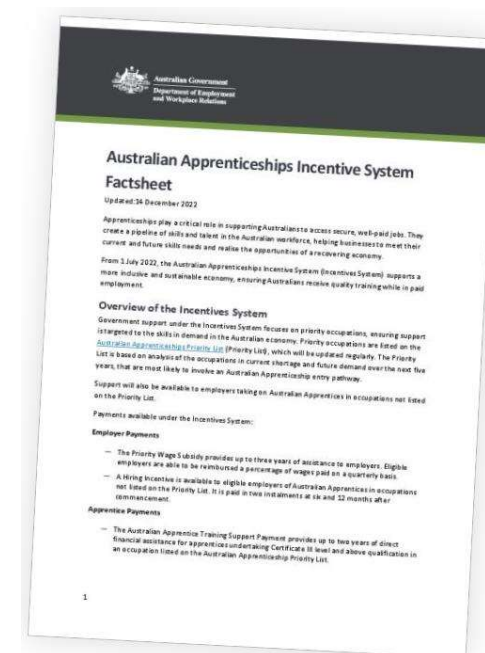 Australian Government
Department of Employment
and Workplace Relations
Australian Apprenticeships Incentive System
Factsheet
Updated:14 December 2022
Apprenticeships play a critical role in supporting Australians to access secure, well-paid jobs. They
create a pipeline of skills and talent in the Australian workforce, helping businesses to meet their
current and future skills needs and realise the opportunities of a recovering economy.
From 1 July 2022, the Australian Apprenticeships Incentive System (Incentives System) supports a
more inclusive and sustainable economy, ensuring Australians receive quality training while in paid
employment.
Overview of the Incentives System
Government support under the Incentives System focuses on priority occupations, ensuring support
is targeted to the skills in demand in the Australian economy. Priority occupations are listed on the
Australian Apprenticeships Priority List (Priority List), which will be updated regularly. The Priority
List is based on analysis of the occupations in current shortage and future demand over the next five
years, that are most likely to involve an Australian Apprenticeship entry pathway.
Support will also be available to employers taking on Australian Apprentices in occupations not listed
on the Priority List.
Payments available under the Incentives System:
Employer Payments
— The Priority Wage Subsidy provides up to three years of assistance to employers. Eligible
employers are able to be reimbursed a percentage of wages paid on a quarterly basis.
— A Hiring Incentive is available to eligible employers of Australian Apprentices in occupations
not listed on the Priority List. It is paid in two instalments at six and 12 months after
commencement.
Apprentice Payments
— The Australian Apprentice Training Support Payment provides up to two years of direct
financial assistance for apprentices undertaking Certificate III level and above qualification in
an occupation listed on the Australian Apprenticeship Priority List.
1